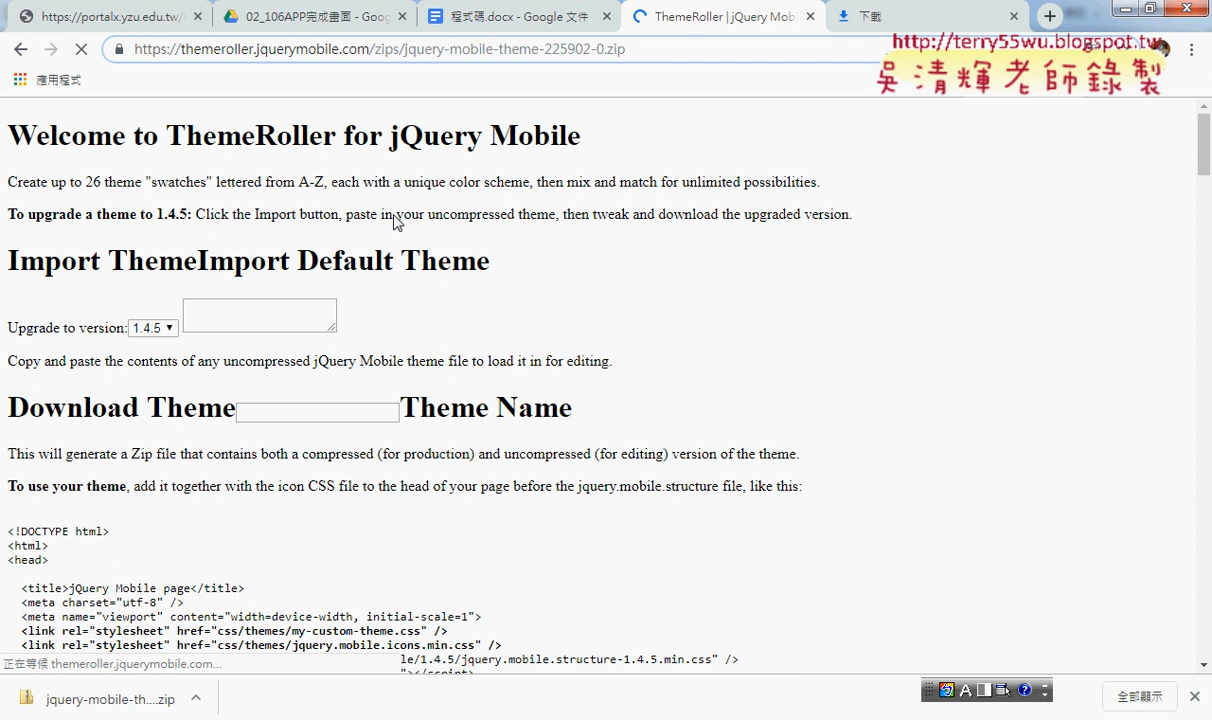 https://portalx.yzu.edu.tw/
02_106APP完成畫面 - Goog
程式碼.docx - Google 文件
ThemeRoller | jQuery Mob
下載
https://themeroller.jquerymobile.com/zips/jquery-mobile-theme-225902-0.zip
http://terry55wu.blogspot.tw
吳清輝老師錄製
應用程式
Welcome to ThemeRoller for jQuery Mobile
Create up to 26 theme "swatches" lettered from A-Z, each with a unique color scheme, then mix and match for unlimited possibilities.
To upgrade a theme to 1.4.5: Click the Import button, paste in your uncompressed theme, then tweak and download the upgraded version.
Import ThemeImport Default Theme
Upgrade to version: 1.4.5
Copy and paste the contents of any uncompressed jQuery Mobile theme file to load it in for editing.
Download Theme Theme Name
This will generate a Zip file that contains both a compressed (for production) and uncompressed (for editing) version of the theme.
To use your theme, add it together with the icon CSS file to the head of your page before the jquery.mobile.structure file, like this:
<!DOCTYPE html>
<html>
<head>
<title>jQuery Mobile page</title>
<meta charset="utf-8" />
<meta name="viewport" content="width=device-width, initial-scale=1">
<link rel="stylesheet" href="css/themes/my-custom-theme.css" />
<link rel="stylesheet" href="css/themes/jquery.mobile.icons.min.css" />
le/1.4.5/jquery.mobile.structure-1.4.5.min.css" />
"></script>
正在等候 themeroller.jquerymobile.com...
jquery-mobile-th....zip
A
全部顯示